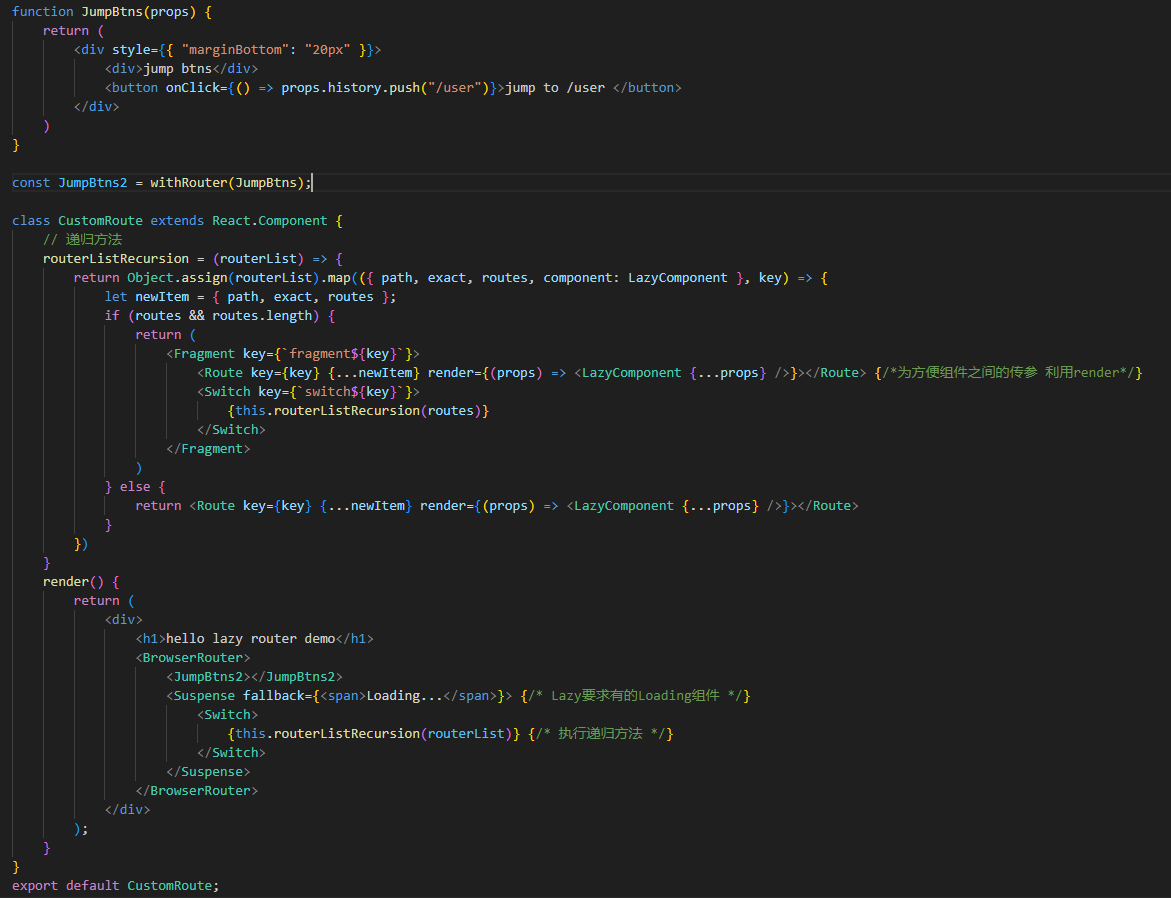 function JumpBtns(props) {
    return (
        <div style={{ "marginBottom": "20px" }}>
            <div>jump btns</div>
            <button onClick={() => props.history.push("/user")}>jump to /user </button>
        </div>
    )
}
const JumpBtns2 = withRouter(JumpBtns);
class CustomRoute extends React.Component {
    // 递归方法
    routerListRecursion = (routerList) => {
        return Object.assign(routerList).map(({ path, exact, routes, component: LazyComponent }, key) => {
            let newItem = { path, exact, routes };
            if (routes && routes.length) {
                return (
                    <Fragment key={`fragment${key}`}>
                        <Route key={key} {...newItem} render={(props) => <LazyComponent {...props} />}></Route> {/*为方便组件之间的传参 利用render*/}
                        <Switch key={`switch${key}`}>
                            {this.routerListRecursion(routes)}
                        </Switch>
                    </Fragment>
                )
            } else {
                return <Route key={key} {...newItem} render={(props) => <LazyComponent {...props} />}></Route>
            }
        })
    }
    render() {
        return (
            <div>
                <h1>hello lazy router demo</h1>
                <BrowserRouter>
                    <JumpBtns2></JumpBtns2>
                    <Suspense fallback={<span>Loading...</span>}> {/* Lazy要求有的Loading组件 */}
                        <Switch>
                            {this.routerListRecursion(routerList)} {/* 执行递归方法 */}
                        </Switch>
                    </Suspense>
                </BrowserRouter>
            </div>
        );
    }
}
export default CustomRoute;